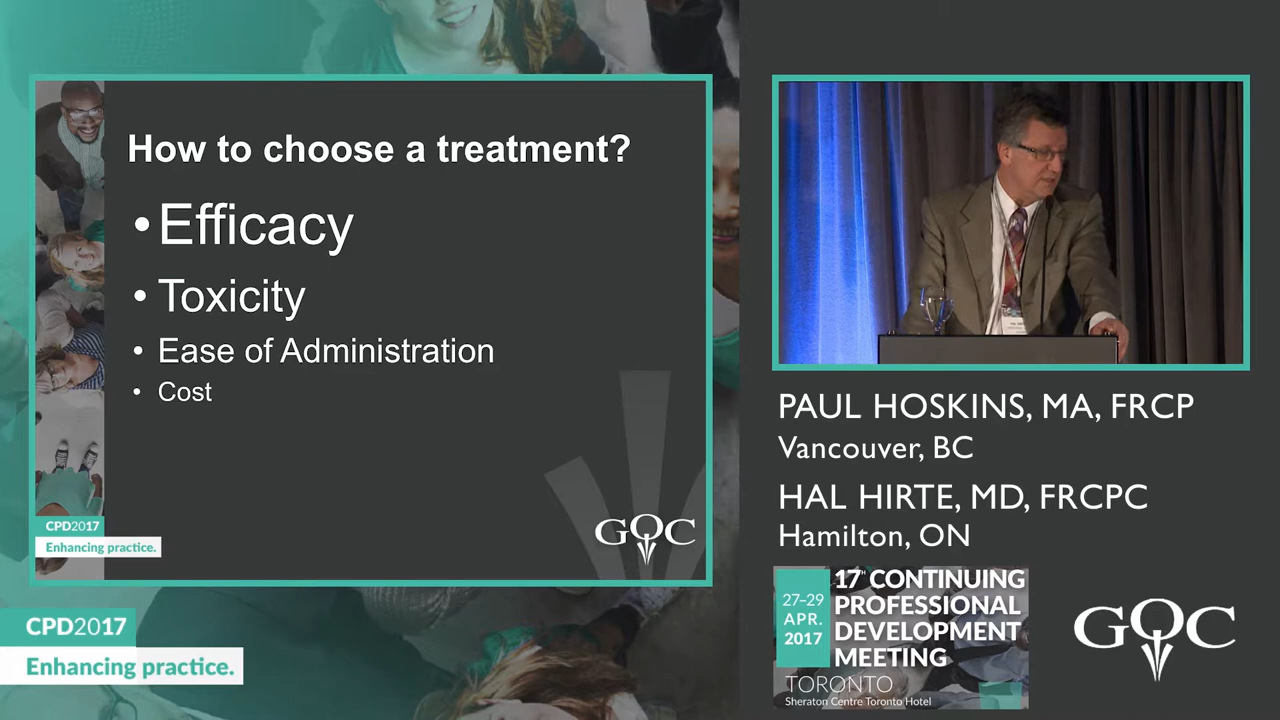 How to choose a treatment?
• Efficacy
• Toxicity
• Ease of Administration
• Cost
CPD2017
Enhancing practice.
GOC
CPD2017
Enhancing practice.
PAUL HOSKINS, MA, FRCP
Vancouver, BC
HAL HIRTE, MD, FRCPC
Hamilton, ON
27–29
APR.
2017
17TH CONTINUING
PROFESSIONAL
DEVELOPMENT
MEETING
TORONTO
Sheraton Centre Toronto Hotel
GOC